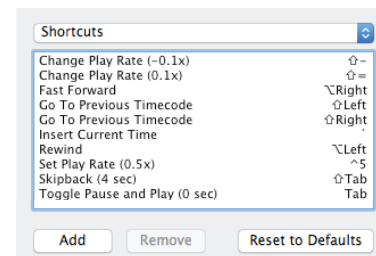 Shortcuts
Change Play Rate (-0.1x) ⇧-
Change Play Rate (0.1x) ⇧=
Fast Forward ⌥Right
Go To Previous Timecode ⇧Left
Go To Previous Timecode ⇧Right
Insert Current Time `
Rewind ⌥Left
Set Play Rate (0.5x) ^5
Skipback (4 sec) ⇧Tab
Toggle Pause and Play (0 sec) Tab
Add Remove Reset to Defaults